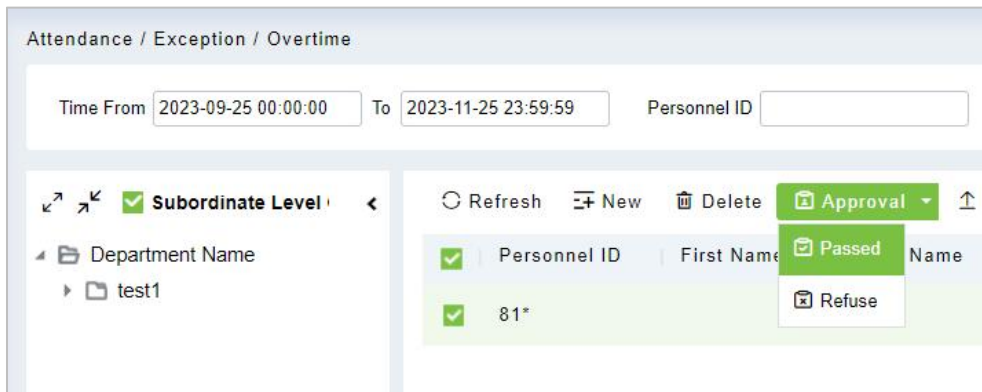 Attendance / Exception / Overtime
Time From 2023-09-25 00:00:00 To 2023-11-25 23:59:59 Personnel ID
Subordinate Level
Refresh New Delete Approval
Department Name
Personnel ID First Name Passed Name
test1
81* Refuse